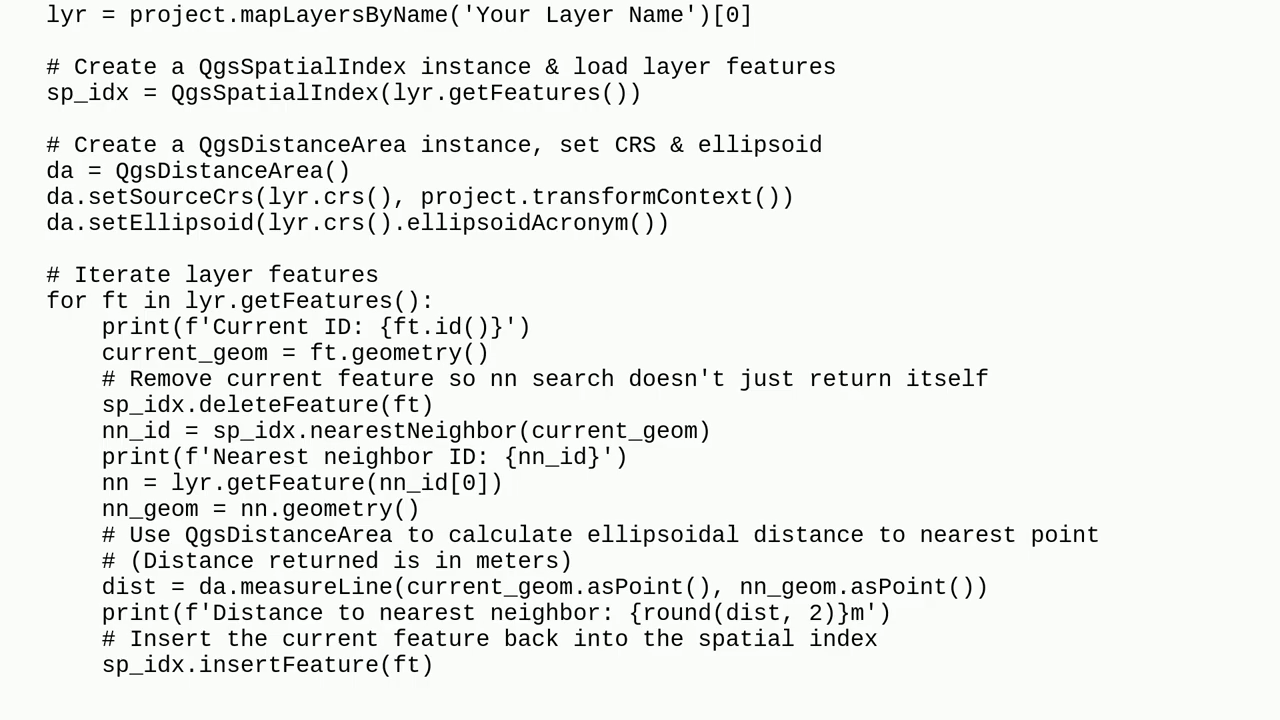 lyr = project.mapLayersByName('Your Layer Name')[0]
# Create a QgsSpatialIndex instance & load layer features
sp_idx = QgsSpatialIndex(lyr.getFeatures())
# Create a QgsDistanceArea instance, set CRS & ellipsoid
da = QgsDistanceArea()
da.setSourceCrs(lyr.crs(), project.transformContext())
da.setEllipsoid(lyr.crs().ellipsoidAcronym())
# Iterate layer features
for ft in lyr.getFeatures():
    print(f'Current ID: {ft.id()}')
    current_geom = ft.geometry()
    # Remove current feature so nn search doesn't just return itself
    sp_idx.deleteFeature(ft)
    nn_id = sp_idx.nearestNeighbor(current_geom)
    print(f'Nearest neighbor ID: {nn_id}')
    nn = lyr.getFeature(nn_id[0])
    nn_geom = nn.geometry()
    # Use QgsDistanceArea to calculate ellipsoidal distance to nearest point
    # (Distance returned is in meters)
    dist = da.measureLine(current_geom.asPoint(), nn_geom.asPoint())
    print(f'Distance to nearest neighbor: {round(dist, 2)}m')
    # Insert the current feature back into the spatial index
    sp_idx.insertFeature(ft)